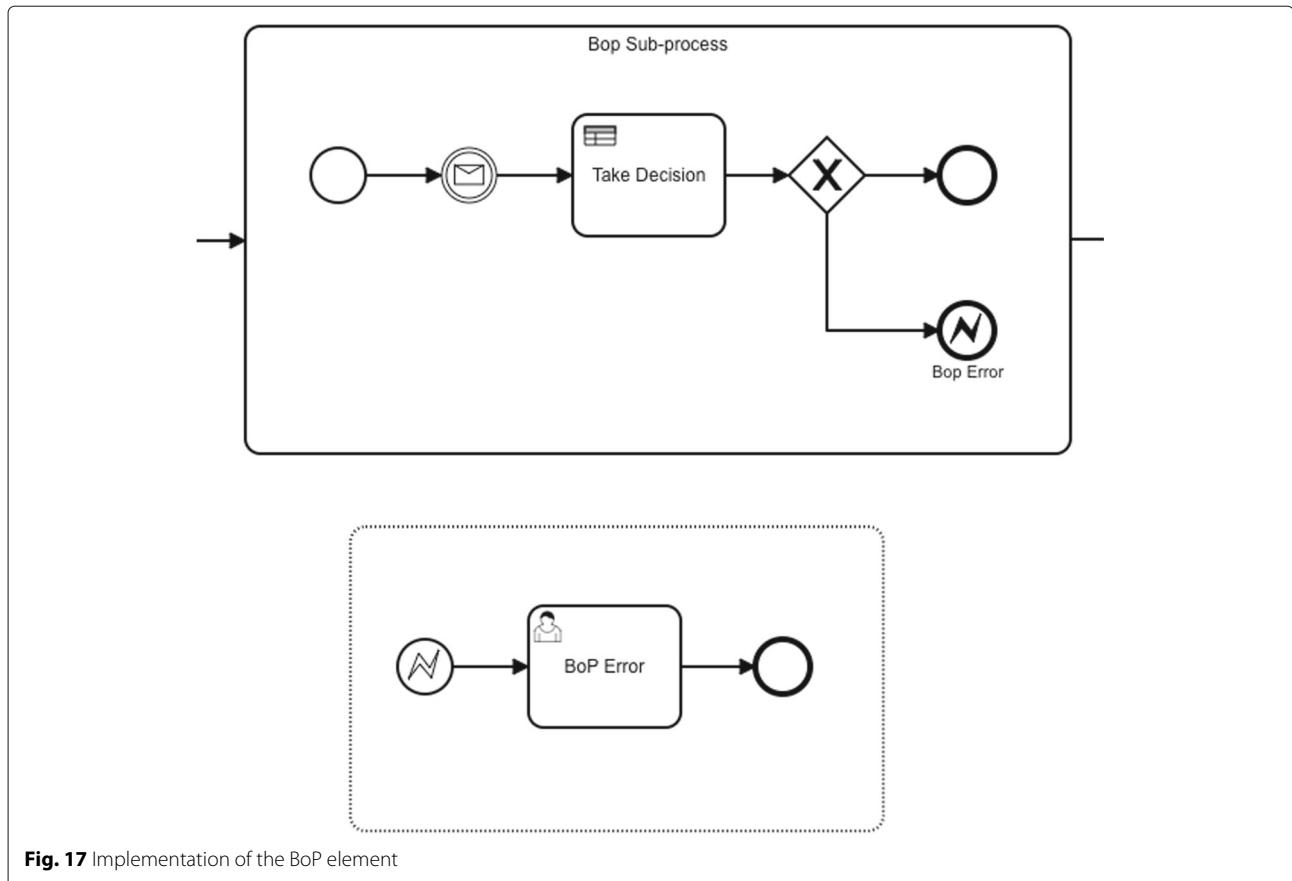 Bop Sub-process
Take Decision
X
Bop Error
BoP Error
Fig. 17 Implementation of the BoP element